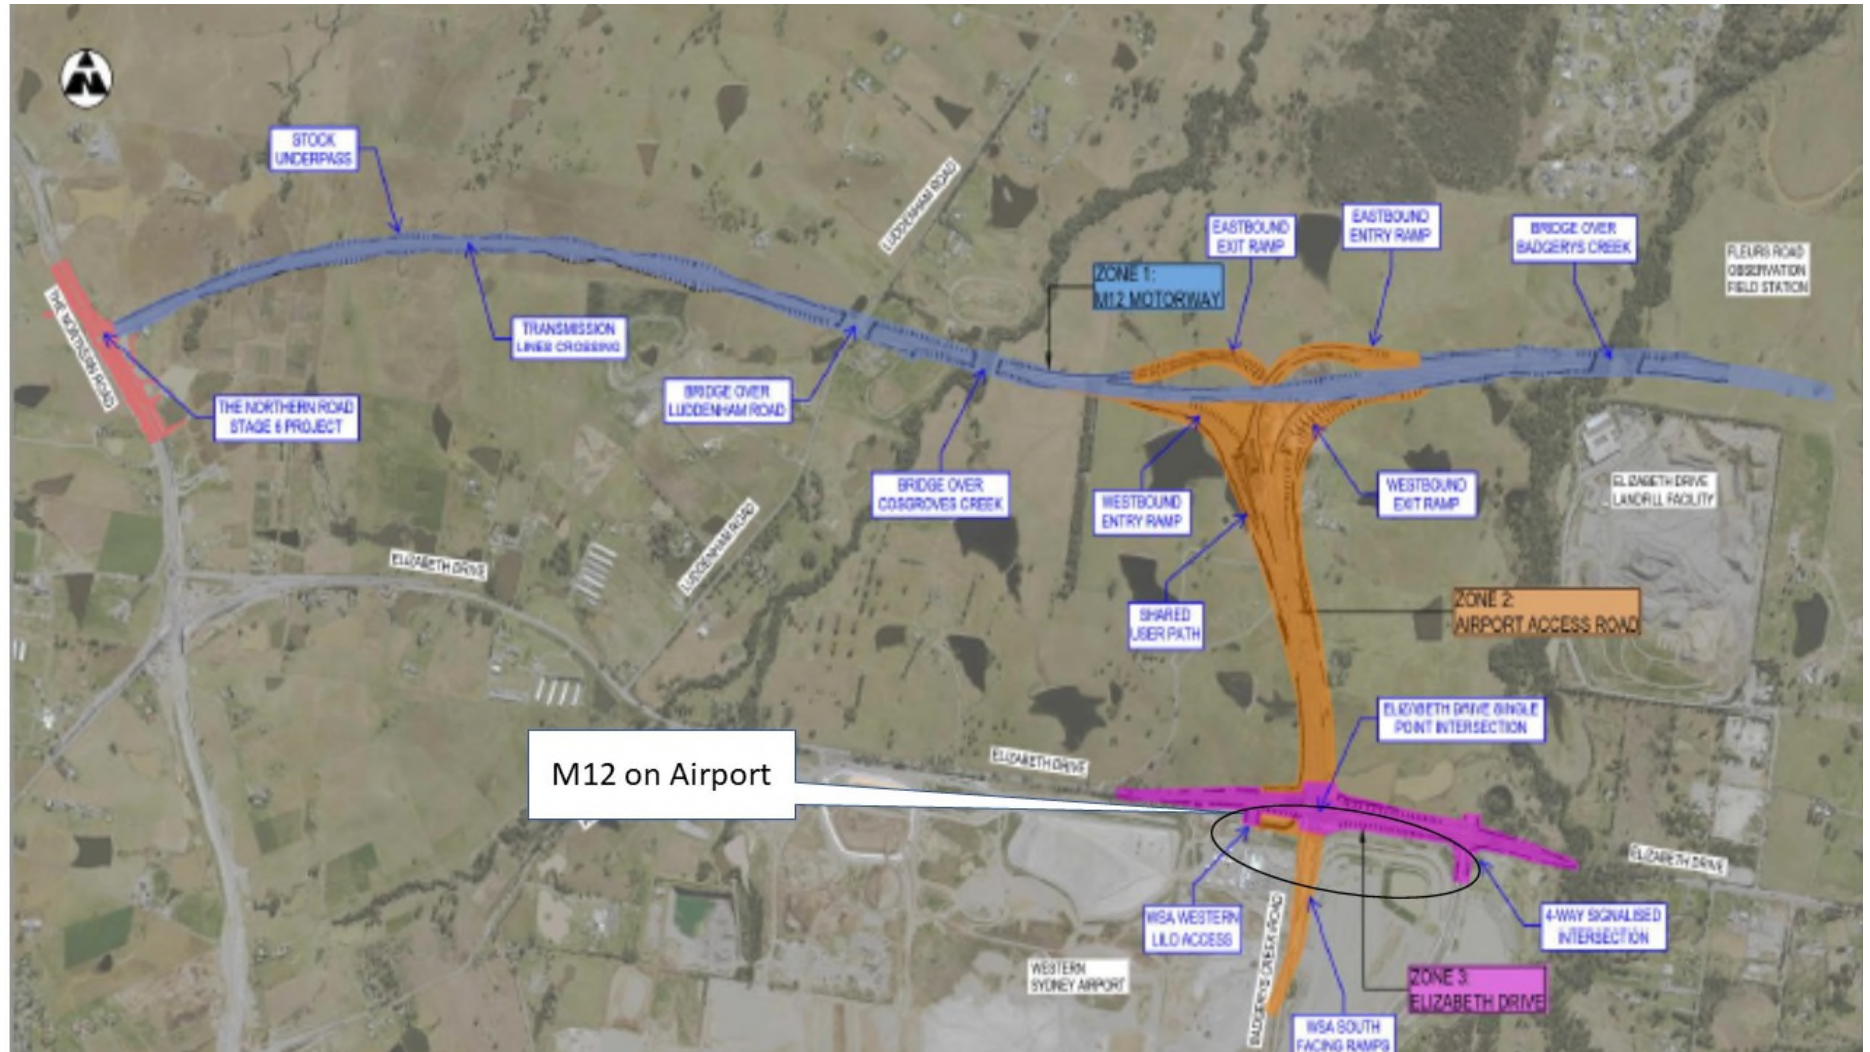 N
STOCK
UNDERPASS
LUDDENHAM ROAD
EASTBOUND
EXIT RAMP
EASTBOUND
ENTRY RAMP
BRIDGE OVER
BADGERYS CREEK
FLEURS ROAD
OBSERVATION
FIELD STATION
ZONE 1:
M12 MOTORWAY
THE NORTHERN ROAD
TRANSMISSION
LINES CROSSING
BRIDGE OVER
LUDDENHAM ROAD
THE NORTHERN ROAD
STAGE 6 PROJECT
BRIDGE OVER
COSGROVES CREEK
WESTBOUND
ENTRY RAMP
WESTBOUND
EXIT RAMP
ELIZABETH DRIVE
LANDFILL FACILITY
LUDDENHAM ROAD
ELIZABETH DRIVE
SHARED
USER PATH
ZONE 2:
AIRPORT ACCESS ROAD
ELIZABETH DRIVE SINGLE
POINT INTERSECTION
M12 on Airport
ELIZABETH DRIVE
ELIZABETH DRIVE
WSA WESTERN
LILO ACCESS
4-WAY SIGNALISED
INTERSECTION
WESTERN
SYDNEY AIRPORT
BADGERYS CREEK ROAD
ZONE 3:
ELIZABETH DRIVE
WSA SOUTH
FACING RAMPS